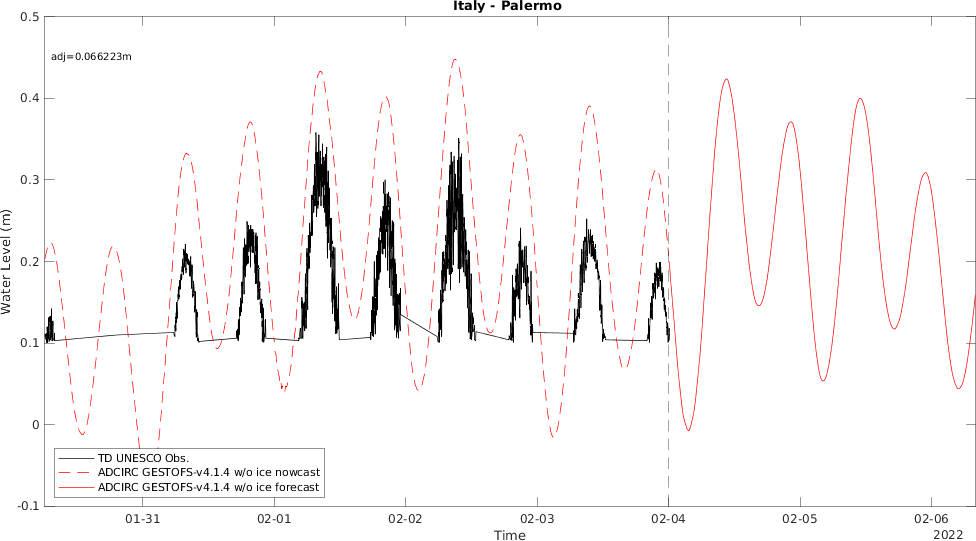 Italy - Palermo
adj=0.066223m
Water Level (m)
0.5
0.4
0.3
0.2
0.1
0
-0.1
TD UNESCO Obs.
ADCIRC GESTOFS-v4.1.4 w/o ice nowcast
ADCIRC GESTOFS-v4.1.4 w/o ice forecast
01-31
02-01
02-02
02-03
02-04
02-05
02-06
Time
2022